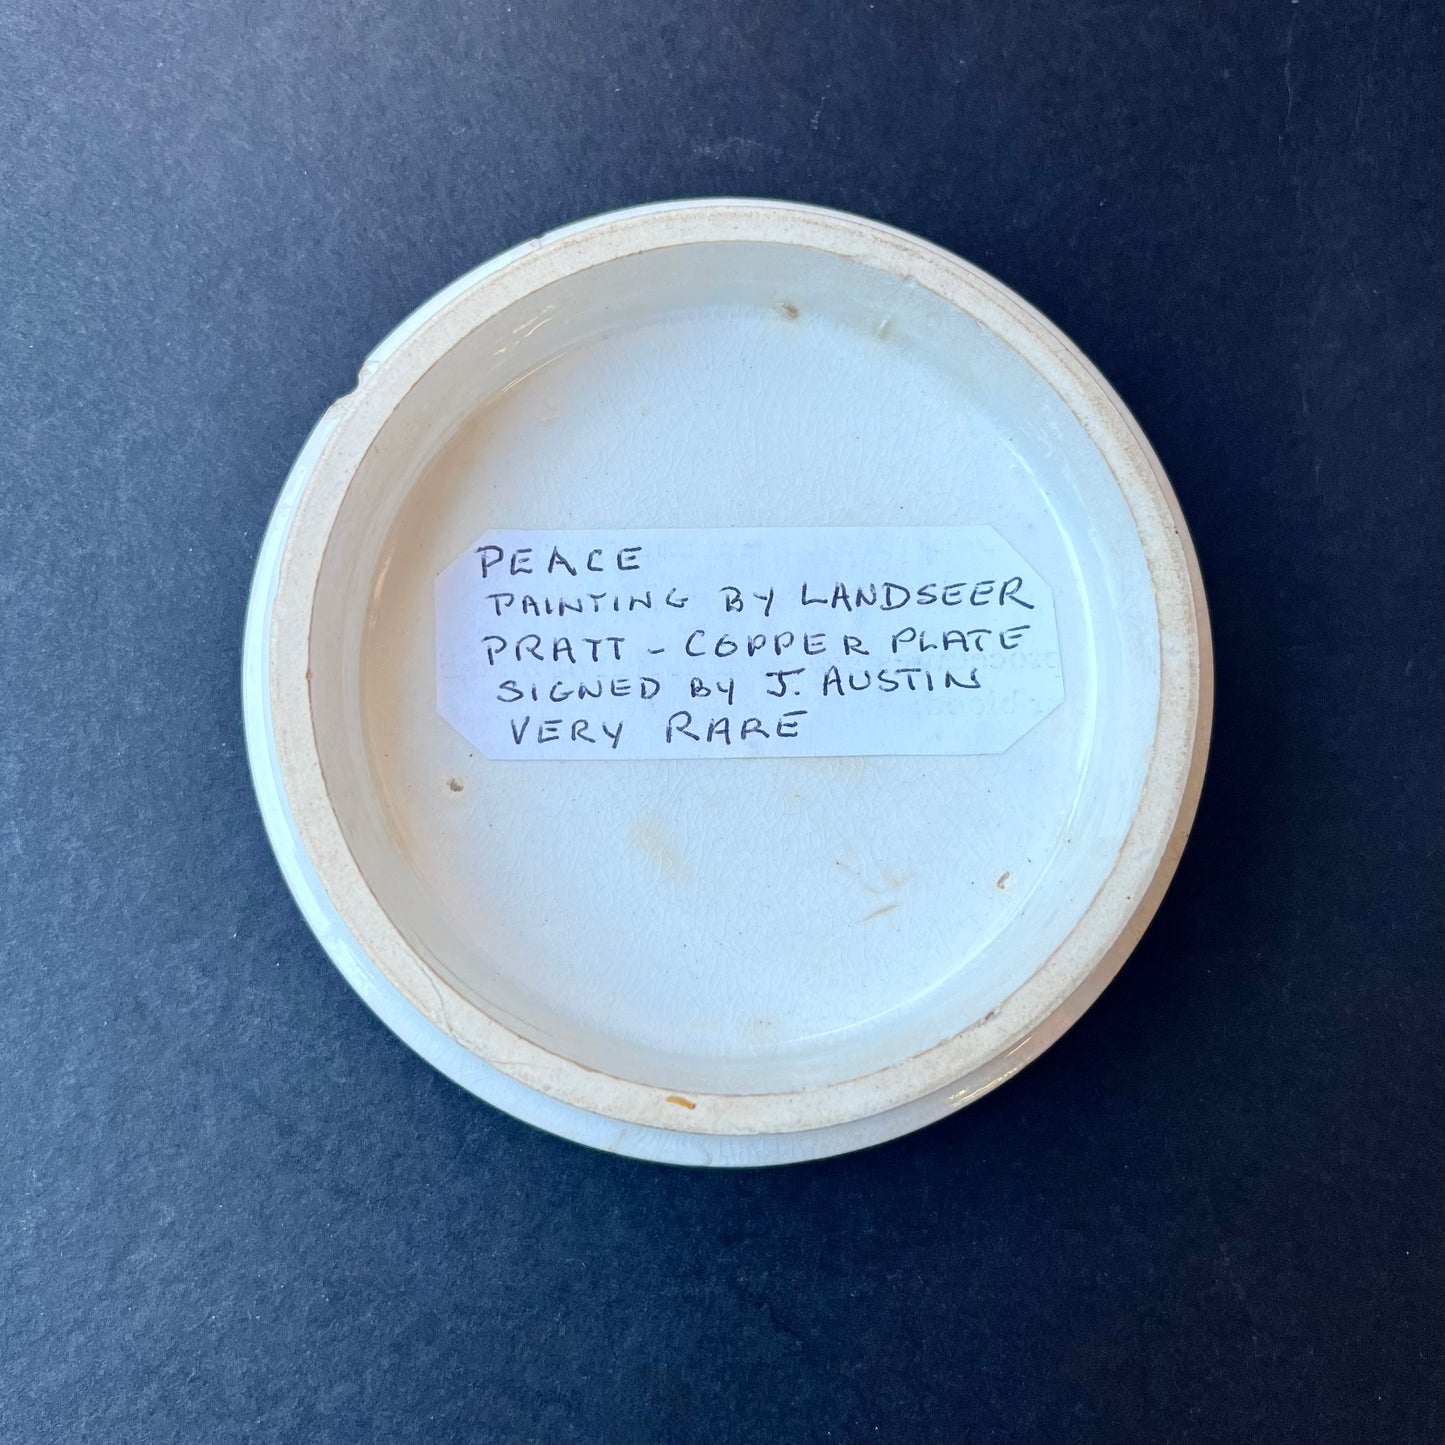 PEACE
PAINTING BY LANDSEER
PRATT - COPPER PLATE
SIGNED BY J. AUSTIN
VERY RARE